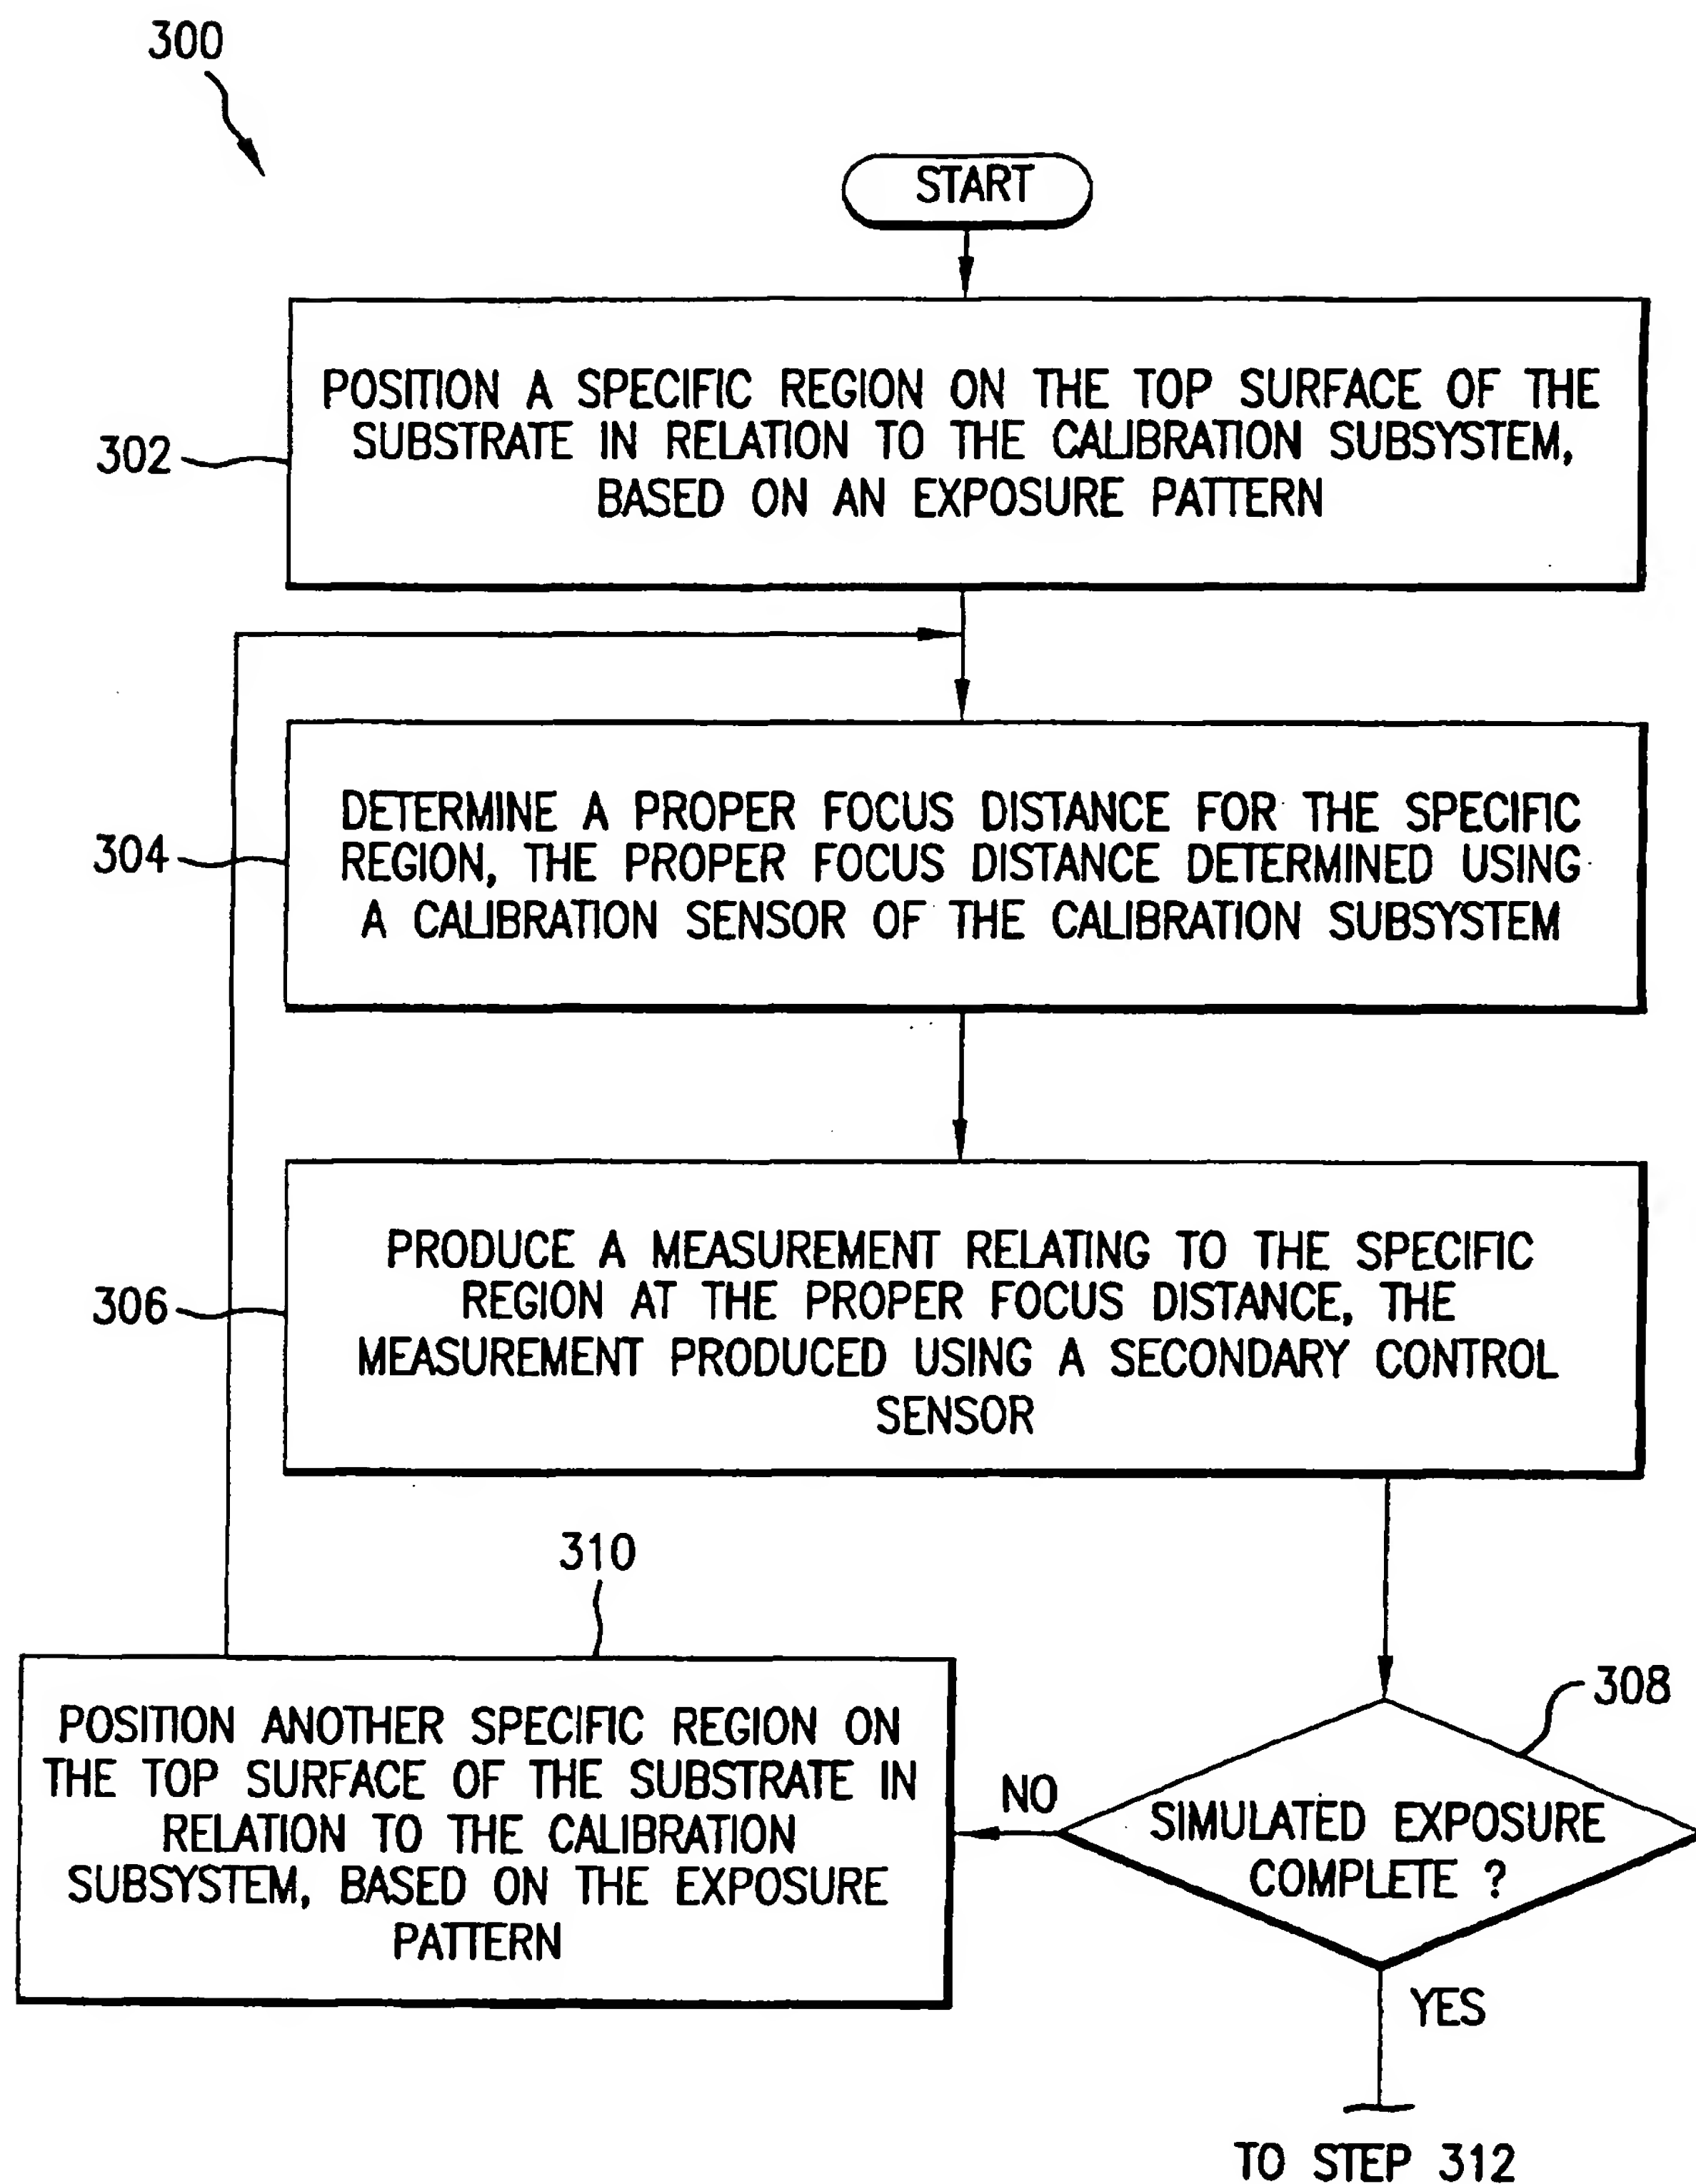 300
START
302
POSITION A SPECIFIC REGION ON THE TOP SURFACE OF THE
SUBSTRATE IN RELATION TO THE CALIBRATION SUBSYSTEM,
BASED ON AN EXPOSURE PATTERN
304
DETERMINE A PROPER FOCUS DISTANCE FOR THE SPECIFIC
REGION, THE PROPER FOCUS DISTANCE DETERMINED USING
A CALIBRATION SENSOR OF THE CALIBRATION SUBSYSTEM
306
PRODUCE A MEASUREMENT RELATING TO THE SPECIFIC
REGION AT THE PROPER FOCUS DISTANCE, THE
MEASUREMENT PRODUCED USING A SECONDARY CONTROL
SENSOR
308
SIMULATED EXPOSURE
COMPLETE ?
NO
310
POSITION ANOTHER SPECIFIC REGION ON
THE TOP SURFACE OF THE SUBSTRATE IN
RELATION TO THE CALIBRATION
SUBSYSTEM, BASED ON THE EXPOSURE
PATTERN
YES
TO STEP 312